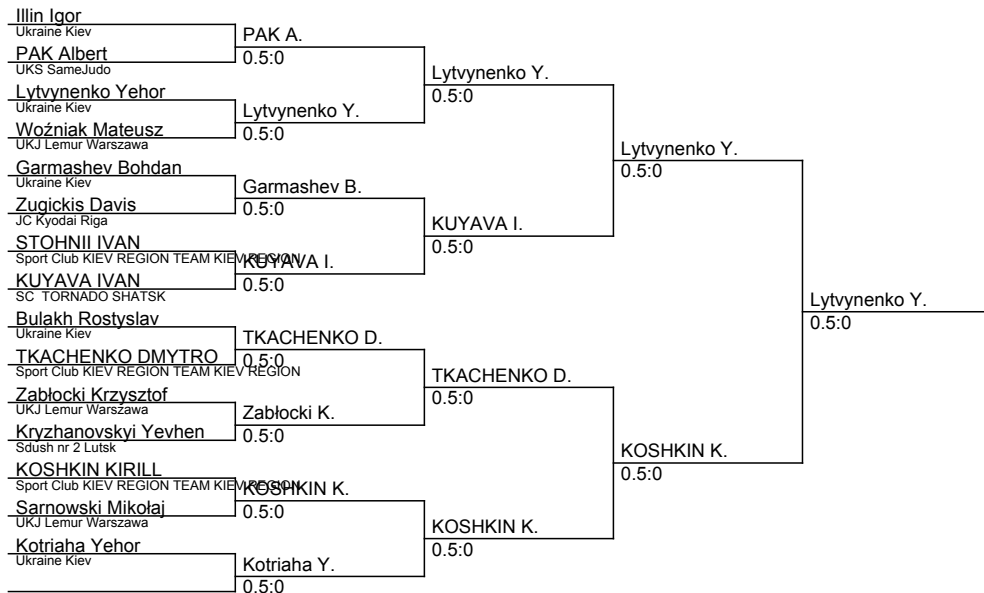 Illin Igor
Ukraine Kiev
PAK Albert
UKS SameJudo
Lytvynenko Yehor
Ukraine Kiev
Woźniak Mateusz
UKJ Lemur Warszawa
Garmashev Bohdan
Ukraine Kiev
Zugickis Davis
JC Kyodai Riga
STOHNII IVAN
Sport Club KIEV REGION TEAM KIEV REGION
KUYAVA IVAN
SC TORNADO SHATSK
Bulakh Rostyslav
Ukraine Kiev
TKACHENKO DMYTRO
Sport Club KIEV REGION TEAM KIEV REGION
Zabłocki Krzysztof
UKJ Lemur Warszawa
Kryzhanovskyi Yevhen
Sdush nr 2 Lutsk
KOSHKIN KIRILL
Sport Club KIEV REGION TEAM KIEV REGION
Sarnowski Mikołaj
UKJ Lemur Warszawa
Kotriaha Yehor
Ukraine Kiev
PAK A.
0.5:0
Lytvynenko Y.
0.5:0
Garmashev B.
0.5:0
KUYAVA I.
0.5:0
TKACHENKO D.
0.5:0
Zabłocki K.
0.5:0
KOSHKIN K.
0.5:0
Kotriaha Y.
0.5:0
Lytvynenko Y.
0.5:0
KUYAVA I.
0.5:0
TKACHENKO D.
0.5:0
KOSHKIN K.
0.5:0
Lytvynenko Y.
0.5:0
KOSHKIN K.
0.5:0
Lytvynenko Y.
0.5:0